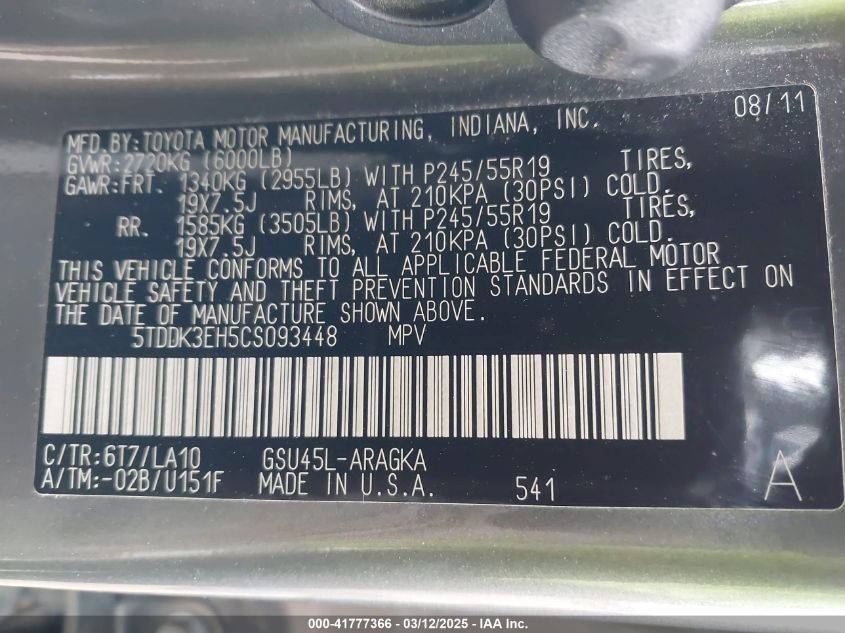 08/11
MFD.BY:TOYOTA MOTOR MANUFACTURING, INDIANA, INC.
GVWR:2720KG (6000LB)
GAWR:FRT. 1340KG (2955LB) WITH P245/55R19 TIRES,
19X7.5J RIMS, AT 210KPA (30PSI) COLD.
RR. 1585KG (3505LB) WITH P245/55R19 TIRES,
19X7.5J RIMS, AT 210KPA (30PSI) COLD.
THIS VEHICLE CONFORMS TO ALL APPLICABLE FEDERAL MOTOR
VEHICLE SAFETY AND THEFT PREVENTION STANDARDS IN EFFECT ON
THE DATE OF MANUFACTURE SHOWN ABOVE.
5TDDK3EH5CS093448 MPV
C/TR:6T7/LA10 GSU45L-ARAGKA
A/TM:-02B/U151F MADE IN U.S.A. 541 A
000-41777366 - 03/12/2025 - IAA Inc.